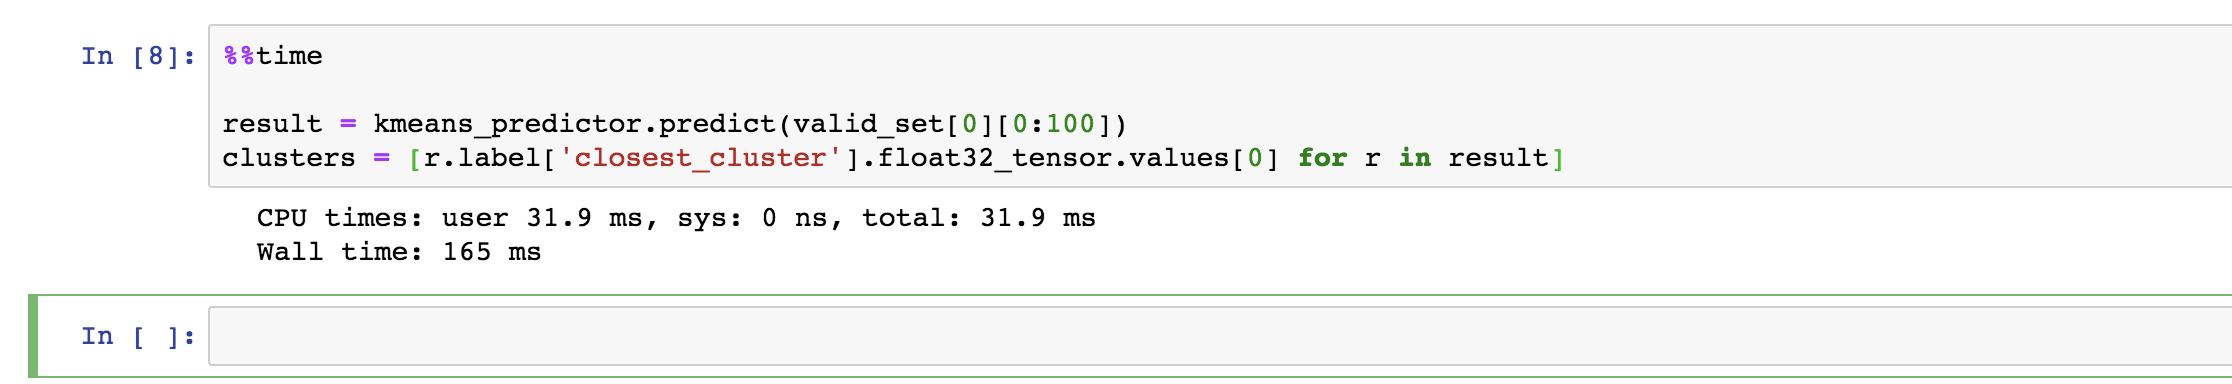 In [8]: %%time
result = kmeans_predictor.predict(valid_set[0][0:100])
clusters = [r.label['closest_cluster'].float32_tensor.values[0] for r in result]
CPU times: user 31.9 ms, sys: 0 ns, total: 31.9 ms
Wall time: 165 ms
In [ ]: